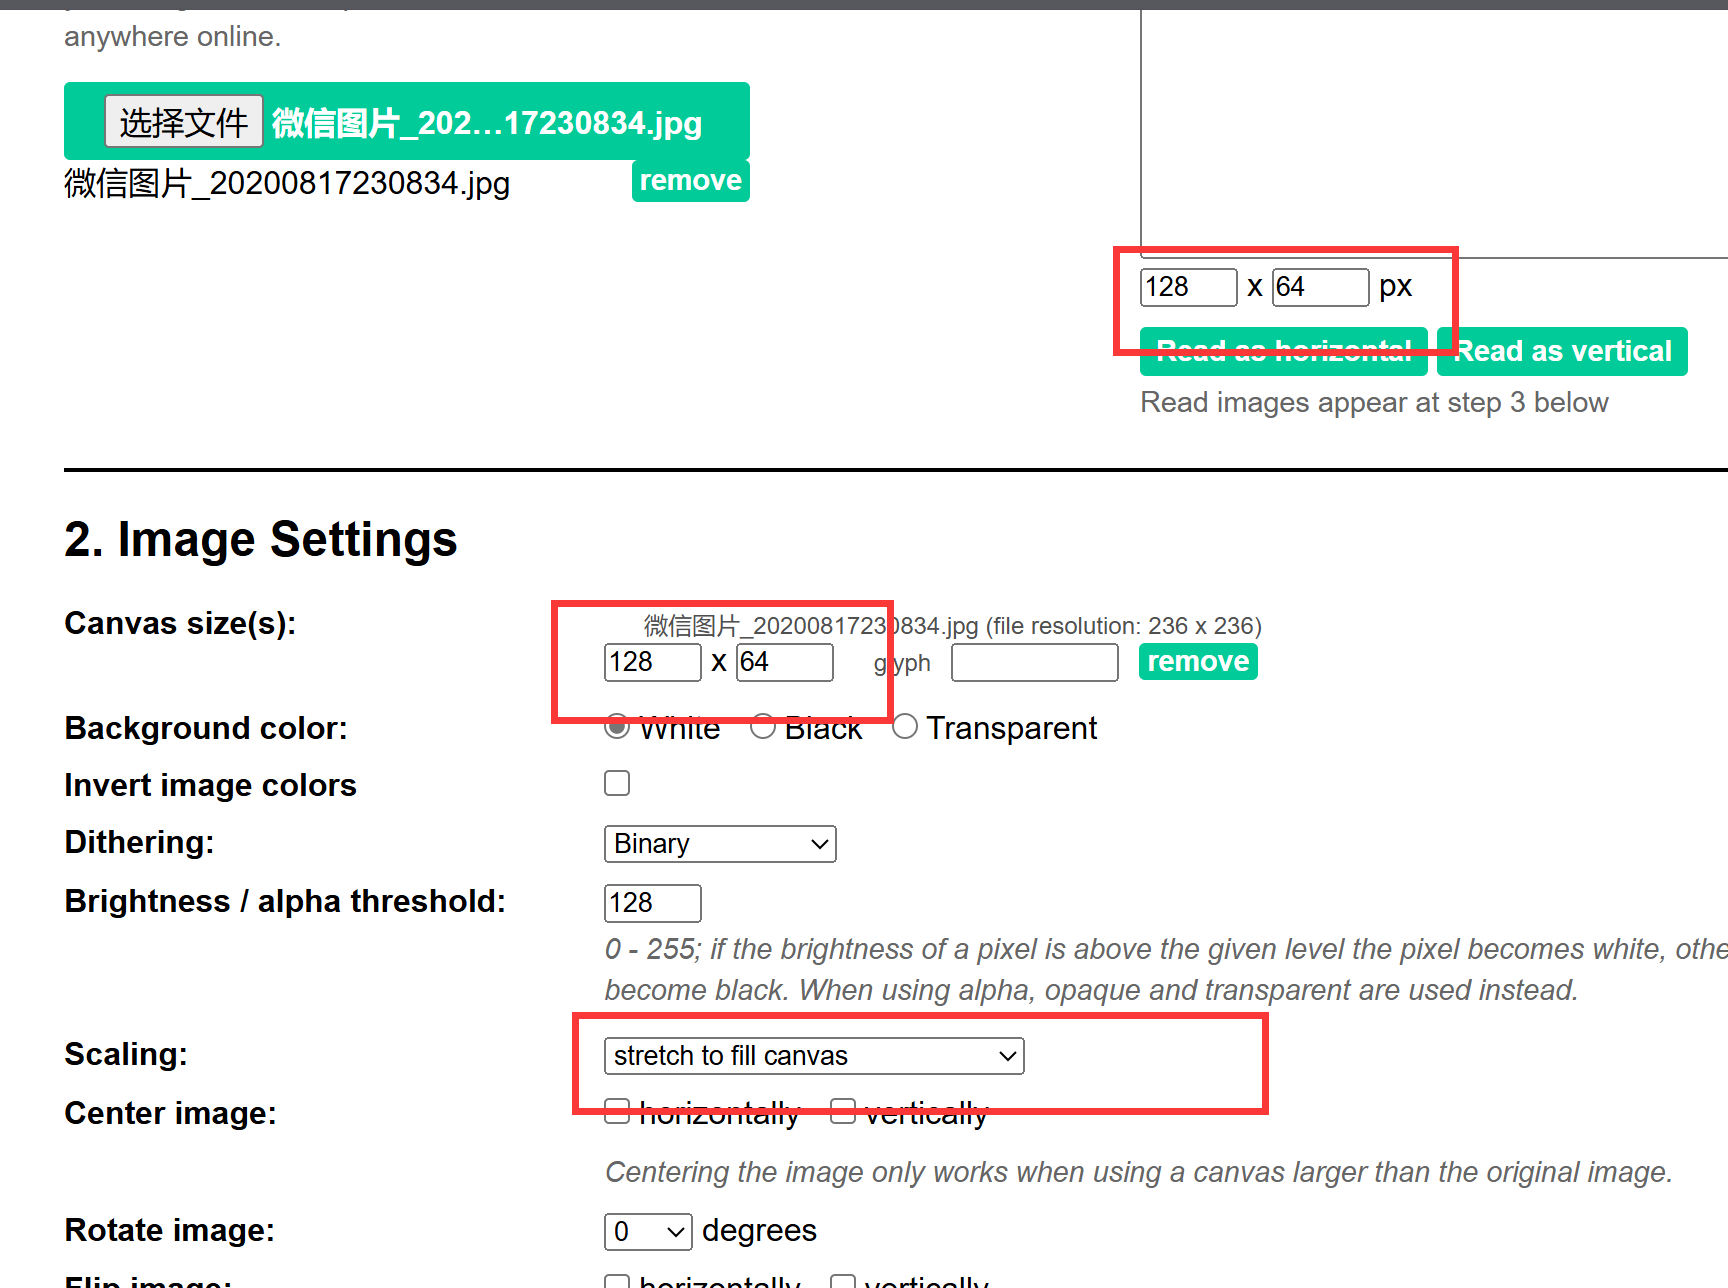 anywhere online.
选择文件 微信图片_202...17230834.jpg
微信图片_20200817230834.jpg remove
128 x 64 px
Read as horizontal Read as vertical
Read images appear at step 3 below
2. Image Settings
Canvas size(s): 微信图片_20200817230834.jpg (file resolution: 236 x 236)
128 x 64 glyph remove
Background color: White Black Transparent
Invert image colors
Dithering: Binary
Brightness / alpha threshold: 128
0 - 255; if the brightness of a pixel is above the given level the pixel becomes white,
become black. When using alpha, opaque and transparent are used instead.
Scaling: stretch to fill canvas
Center image: horizontally vertically
Centering the image only works when using a canvas larger than the original image.
Rotate image: 0 degrees
Flip image: horizontally vertically